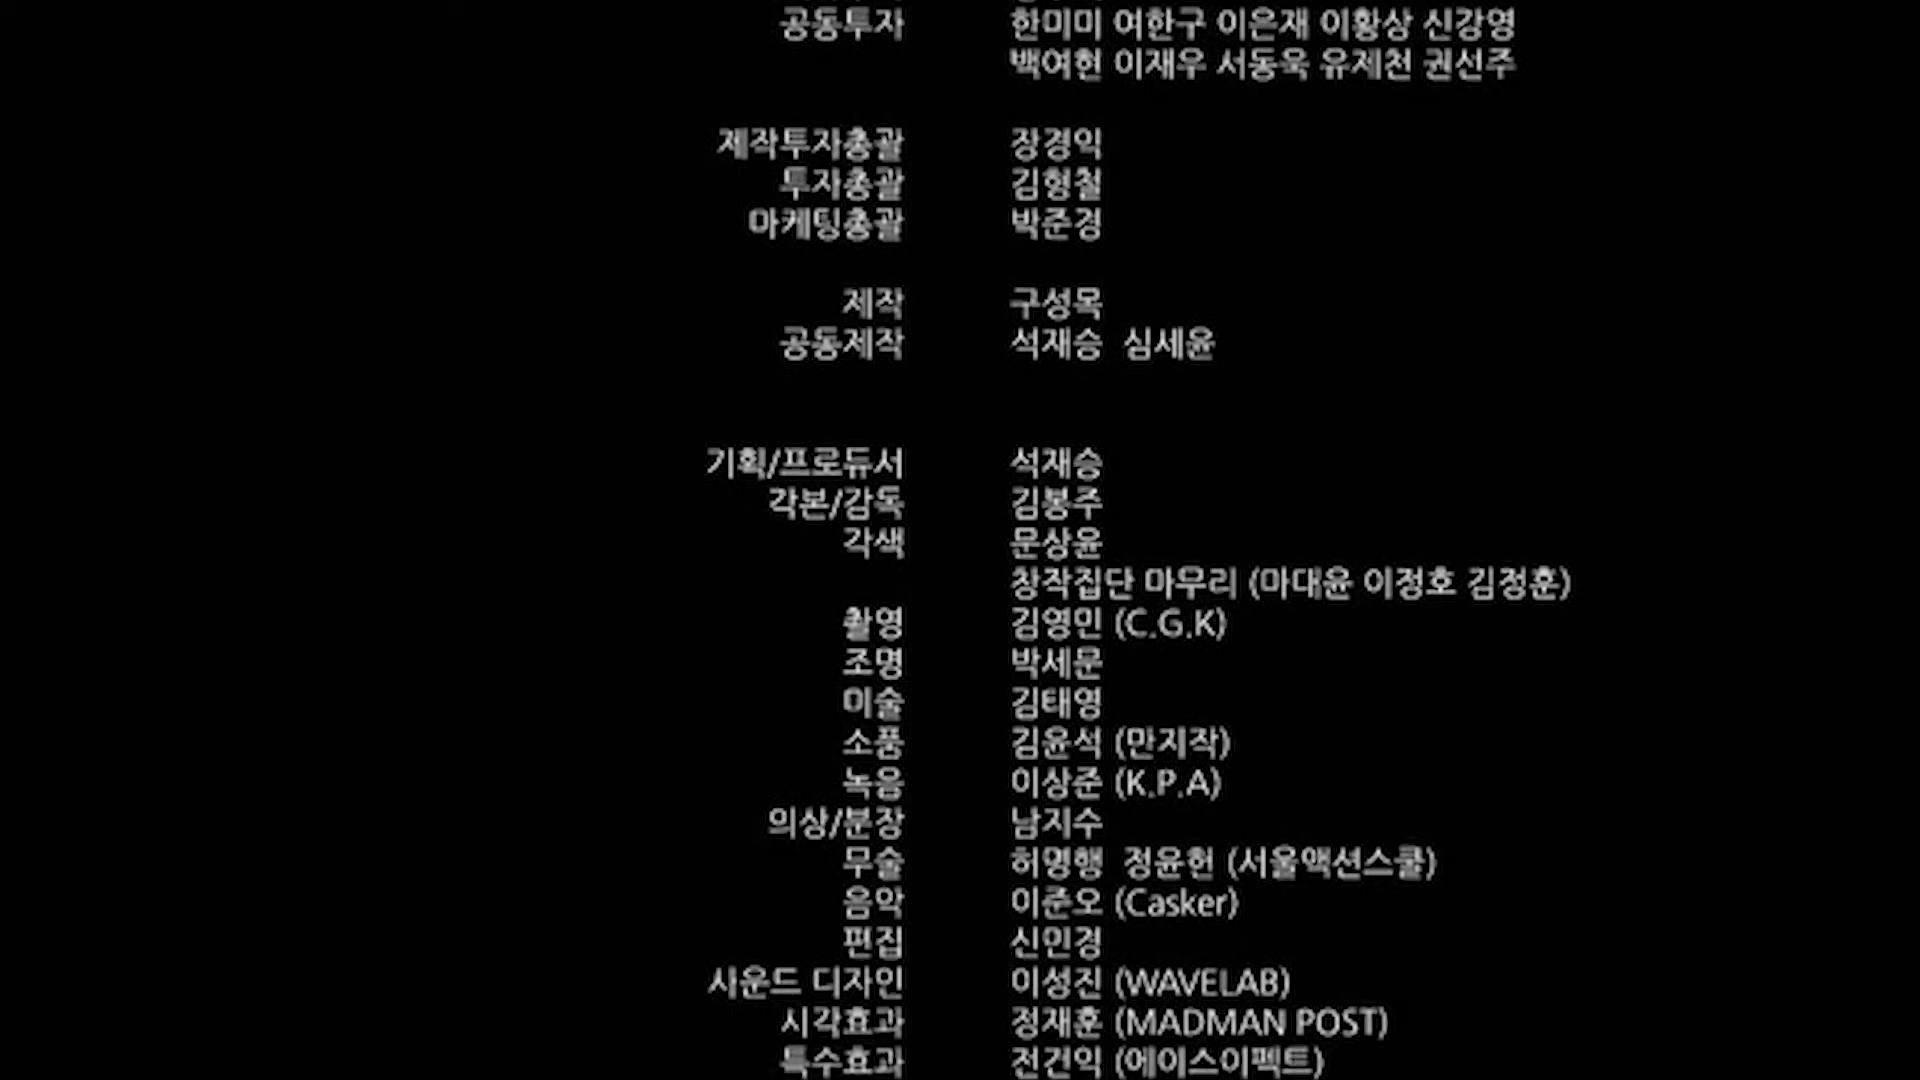 공동투자 한미미 여한구 이은재 이황상 신강영
백여현 이재우 서동욱 유제천 권선주
제작투자총괄 장경익
투자총괄 김형철
마케팅총괄 박준경
제작 구성목
공동제작 석재승 심세윤
기획/프로듀서 석재승
각본/감독 김봉주
각색 문상윤
창작집단 마무리 (마대윤 이정호 김정훈)
촬영 김영민 (C.G.K)
조명 박세문
미술 김태영
소품 김윤석 (만지작)
녹음 이상준 (K.P.A)
의상/분장 남지수
무술 허명행 정윤헌 (서울액션스쿨)
음악 이준오 (Casker)
편집 신민경
사운드 디자인 이성진 (WAVELAB)
시각효과 정재훈 (MADMAN POST)
특수효과 전건익 (에이스이펙트)